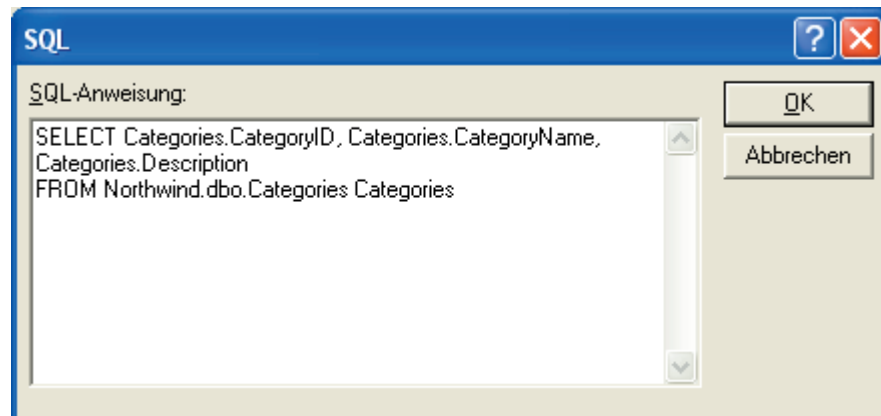 SQL
SQL-Anweisung:
OK
SELECT Categories.CategoryID, Categories.CategoryName,
Categories.Description
FROM Northwind.dbo.Categories Categories
Abbrechen